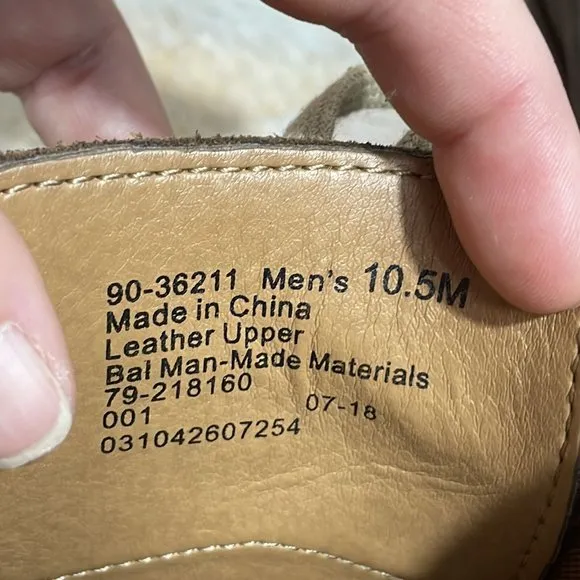 90-36211 Men's 10.5M
Made in China
Leather Upper
Bal Man-Made Materials
79-218160
001 07-18
031042607254